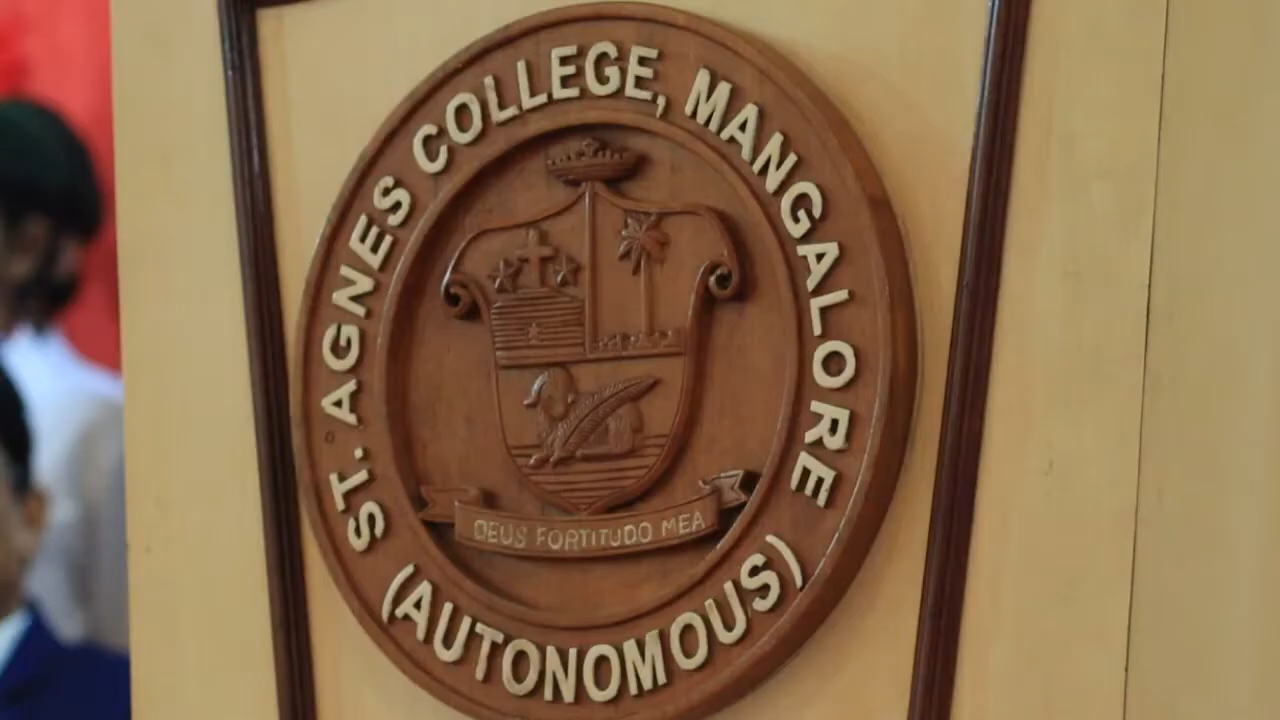 ST. AGNES COLLEGE, MANGALORE
(AUTONOMOUS)
DEUS FORTITUDO MEA